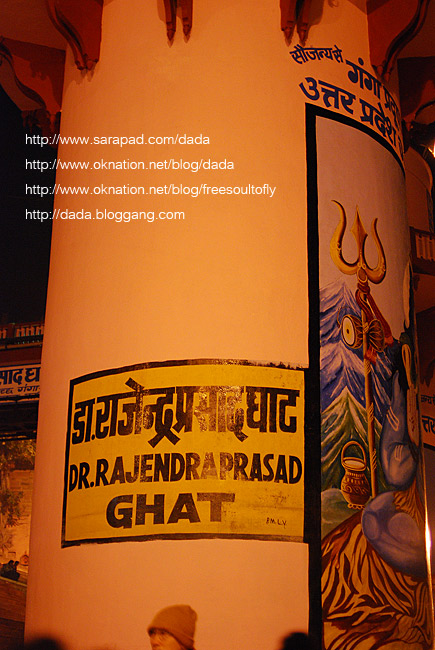 सौजन्य से
गंगा
उत्तर प्रदेश
http://www.sarapad.com/dada
http://www.oknation.net/blog/dada
http://www.oknation.net/blog/freesoultofly
http://dada.bloggang.com
डा.राजेन्द्रप्रसाद् घाट
DR.RAJENDRAPRASAD
GHAT